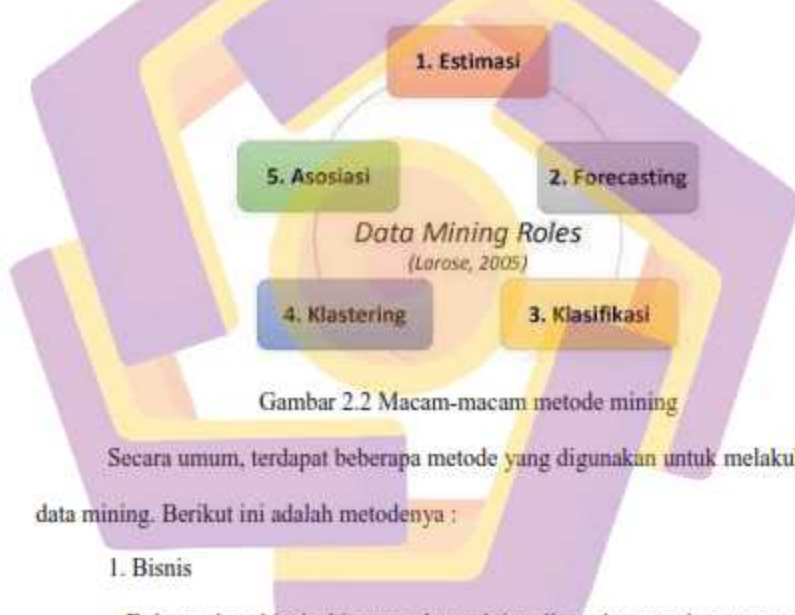 1. Estimasi
5. Asosiasi
2. Forecasting
Data Mining Roles
(Larose, 2005)
4. Klastering
3. Klasifikasi
Gambar 2.2 Macam-macam metode mining
Secara umum, terdapat beberapa metode yang digunakan untuk
data mining. Berikut ini adalah metodenya :
1. Bisnis